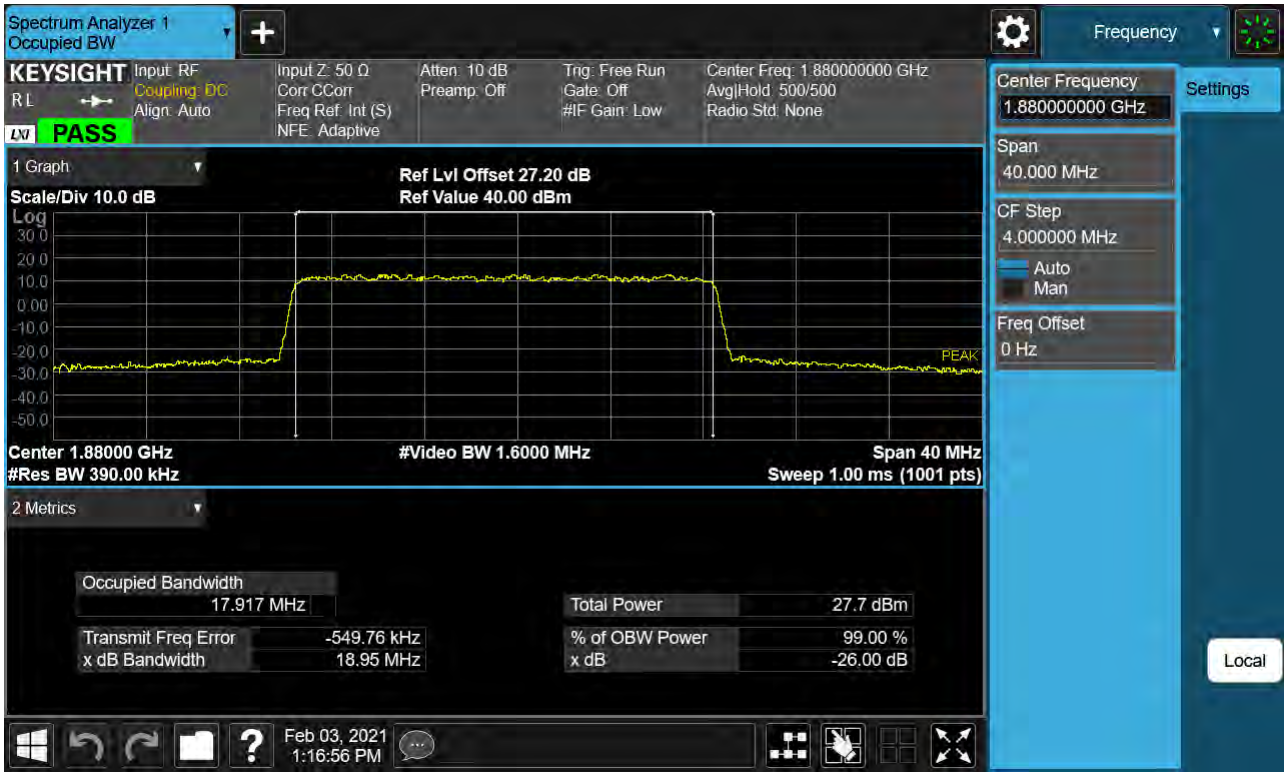 Spectrum Analyzer 1
Occupied BW
+
Frequency
KEYSIGHT
R L
LXI PASS
Input: RF
Coupling: DC
Align: Auto
Input Z: 50 Ω
Corr CCorr
Freq Ref: Int (S)
NFE: Adaptive
Atten: 10 dB
Preamp: Off
Trig: Free Run
Gate: Off
#IF Gain: Low
Center Freq: 1.880000000 GHz
Avg|Hold: 500/500
Radio Std: None
Center Frequency
1.880000000 GHz
Settings
Span
40.000 MHz
CF Step
4.000000 MHz
Auto
Man
Freq Offset
0 Hz
Local
1 Graph
Scale/Div 10.0 dB
Ref Lvl Offset 27.20 dB
Ref Value 40.00 dBm
Log
30.0
20.0
10.0
0.00
-10.0
-20.0
-30.0
-40.0
-50.0
PEAK
Center 1.88000 GHz
#Video BW 1.6000 MHz
Span 40 MHz
#Res BW 390.00 kHz
Sweep 1.00 ms (1001 pts)
2 Metrics
Occupied Bandwidth
17.917 MHz
Total Power 27.7 dBm
Transmit Freq Error -549.76 kHz
% of OBW Power 99.00 %
x dB Bandwidth 18.95 MHz
x dB -26.00 dB
?
Feb 03, 2021
1:16:56 PM